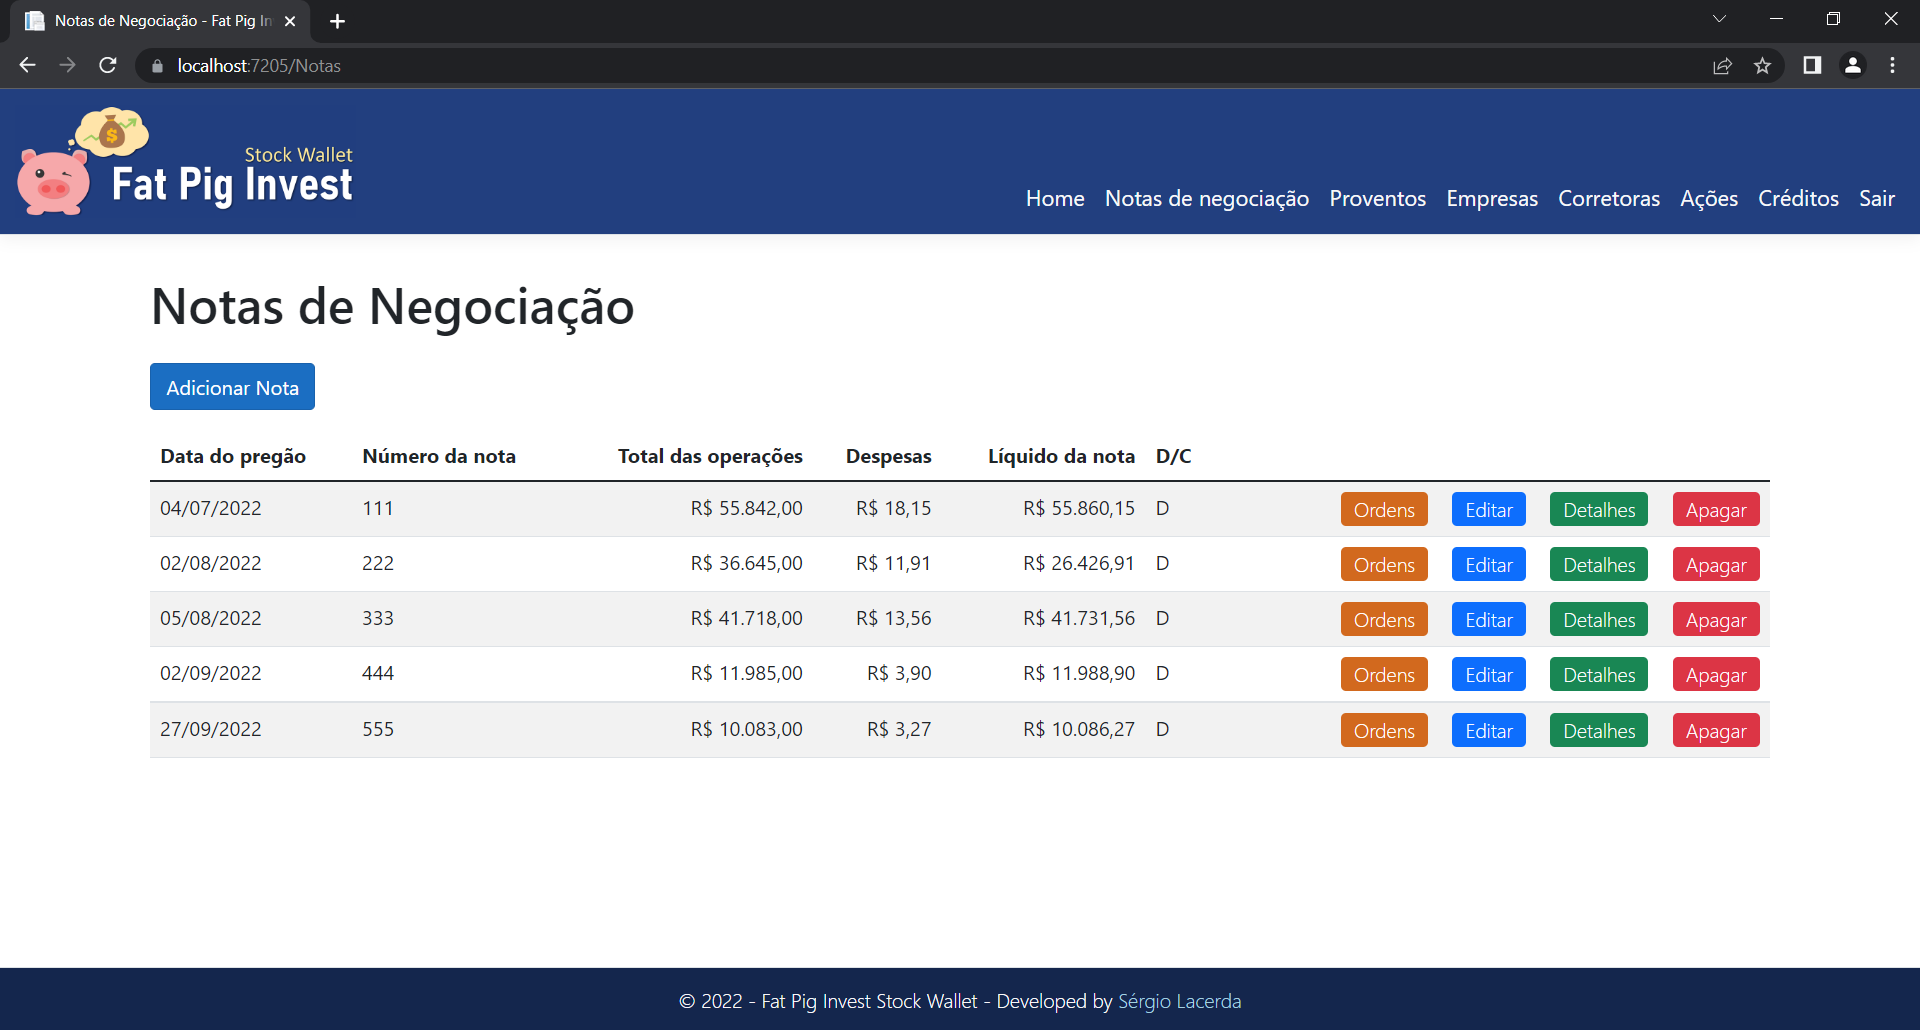 Notas de Negociação - Fat Pig In
localhost:7205/Notas
Stock Wallet
Fat Pig Invest
Home Notas de negociação Proventos Empresas Corretoras Ações Créditos Sair
Notas de Negociação
Adicionar Nota
Data do pregão Número da nota Total das operações Despesas Líquido da nota D/C
04/07/2022 111 R$ 55.842,00 R$ 18,15 R$ 55.860,15 D Ordens Editar Detalhes Apagar
02/08/2022 222 R$ 36.645,00 R$ 11,91 R$ 26.426,91 D Ordens Editar Detalhes Apagar
05/08/2022 333 R$ 41.718,00 R$ 13,56 R$ 41.731,56 D Ordens Editar Detalhes Apagar
02/09/2022 444 R$ 11.985,00 R$ 3,90 R$ 11.988,90 D Ordens Editar Detalhes Apagar
27/09/2022 555 R$ 10.083,00 R$ 3,27 R$ 10.086,27 D Ordens Editar Detalhes Apagar
© 2022 - Fat Pig Invest Stock Wallet - Developed by Sérgio Lacerda